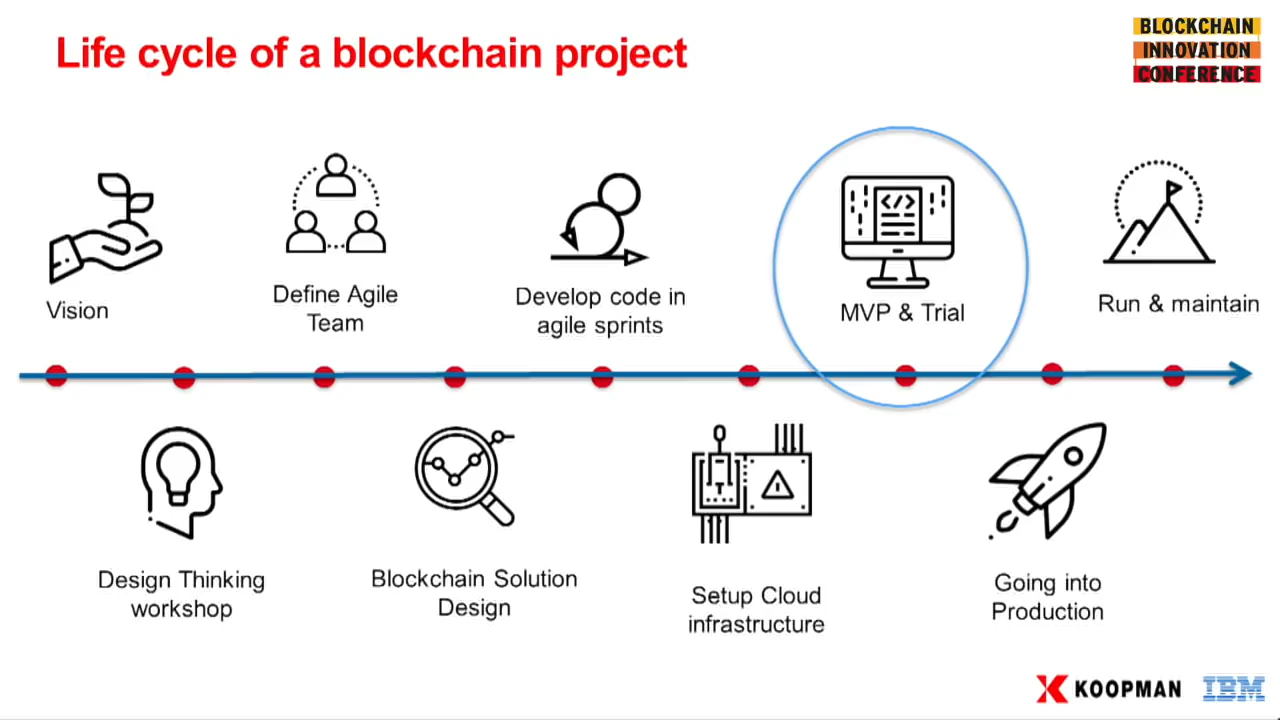 Life cycle of a blockchain project
BLOCKCHAIN
INNOVATION
CONFERENCE
Vision
Define Agile
Team
Develop code in
agile sprints
MVP & Trial
Run & maintain
Design Thinking
workshop
Blockchain Solution
Design
Setup Cloud
infrastructure
Going into
Production
KOOPMAN
IBM